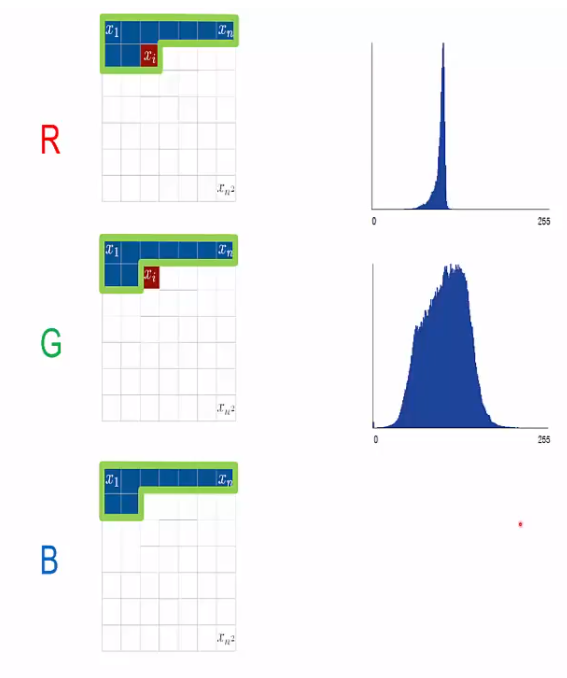 x₁ xₙ
xᵢ
R
xₙ²
0 255
x₁ xₙ
xᵢ
G
xₙ²
0 255
x₁ xₙ
B
xₙ²